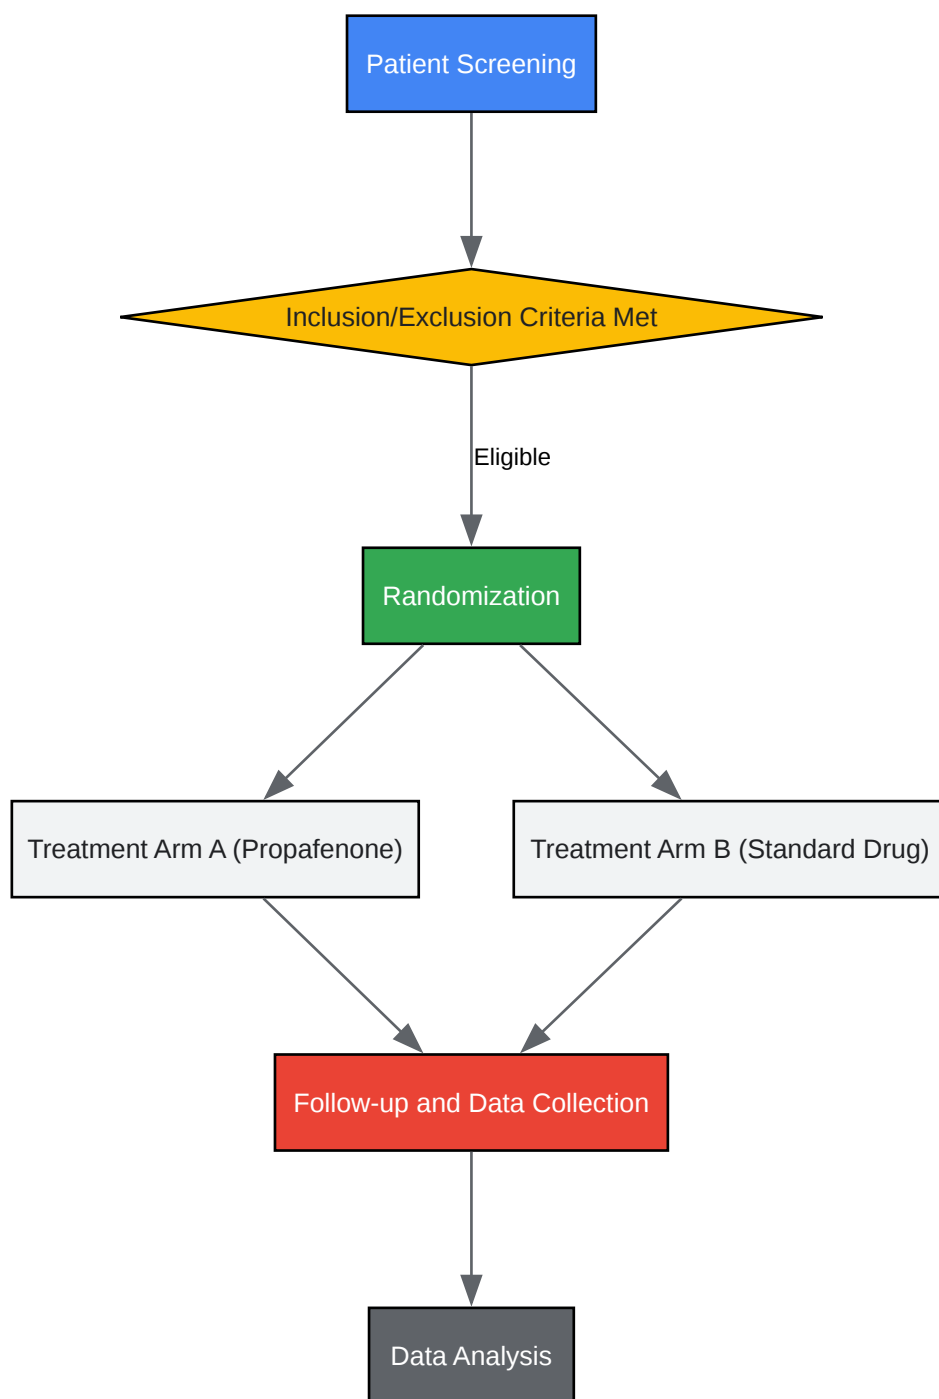 Patient Screening
Inclusion/Exclusion Criteria Met
Eligible
Randomization
Treatment Arm A (Propafenone)
Treatment Arm B (Standard Drug)
Follow-up and Data Collection
Data Analysis